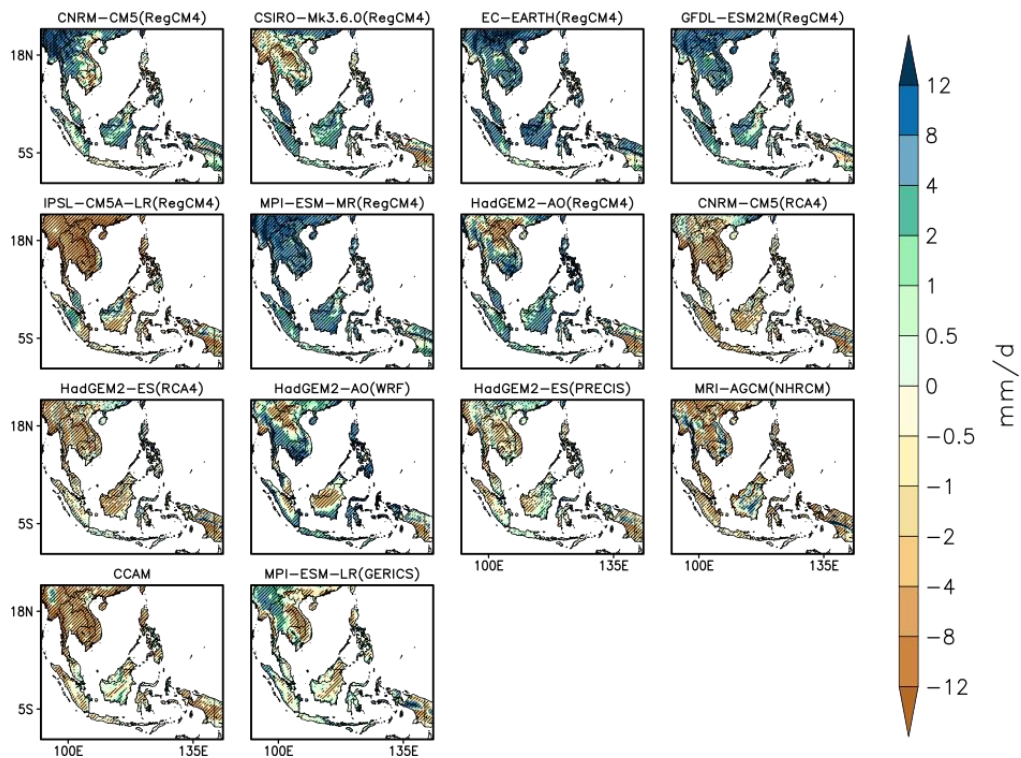 CNRM-CM5(RegCM4) CSIRO-Mk3.6.0(RegCM4) EC-EARTH(RegCM4) GFDL-ESM2M(RegCM4)
18N
5S
IPSL-CM5A-LR(RegCM4) MPI-ESM-MR(RegCM4) HadGEM2-AO(RegCM4) CNRM-CM5(RCA4)
18N
5S
HadGEM2-ES(RCA4) HadGEM2-AO(WRF) HadGEM2-ES(PRECIS) MRI-AGCM(NHRCM)
18N
5S
100E 135E 100E 135E
CCAM MPI-ESM-LR(GERICS)
18N
5S
100E 135E 100E 135E
12
8
4
2
1
0.5
0
-0.5
-1
-2
-4
-8
-12
mm/d